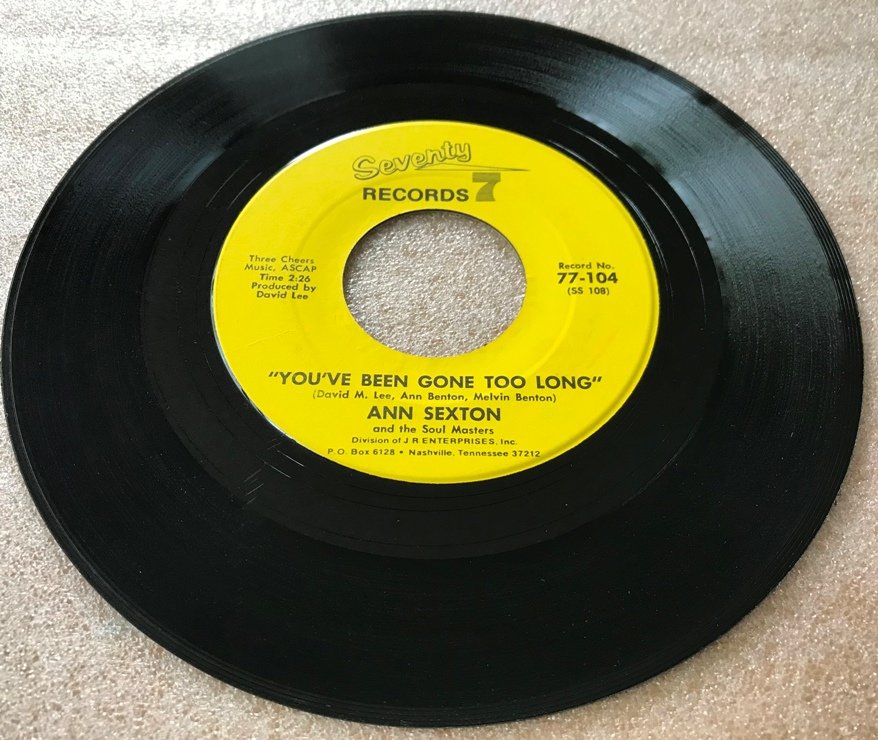 Seventy
RECORDS 7
Three Cheers
Music, ASCAP
Time 2:26
Produced by
David Lee
Record No.
77-104
(SS 108)
"YOU'VE BEEN GONE TOO LONG"
(David M. Lee, Ann Benton, Melvin Benton)
ANN SEXTON
and the Soul Masters
Division of J R ENTERPRISES, Inc.
P.O. Box 6128 • Nashville, Tennessee 37212